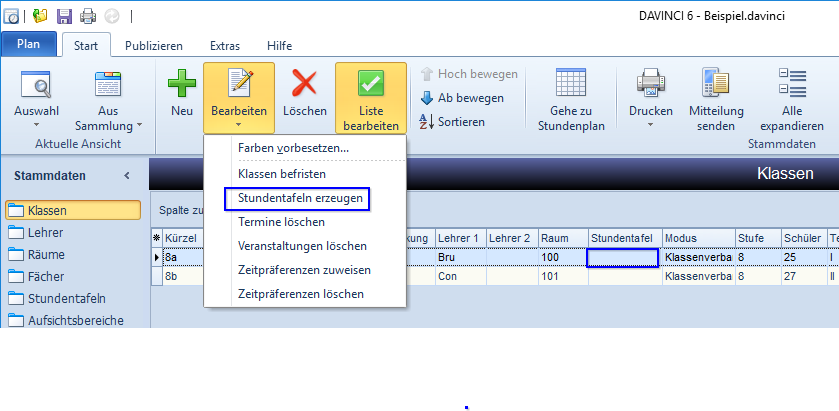 DAVINCI 6 - Beispiel.davinci
Plan Start Publizieren Extras Hilfe
Auswahl Aus Sammlung Neu Bearbeiten Löschen Liste bearbeiten Hoch bewegen Ab bewegen Sortieren Gehe zu Stundenplan Drucken Mitteilung senden Alle expandieren
Aktuelle Ansicht Stammdaten
Farben vorbesetzen...
Klassen befristen
Stundentafeln erzeugen
Termine löschen
Veranstaltungen löschen
Zeitpräferenzen zuweisen
Zeitpräferenzen löschen
Stammdaten Klassen
Klassen
Lehrer
Räume
Fächer
Stundentafeln
Aufsichtsbereiche
Spalte zu
Kürzel kung Lehrer 1 Lehrer 2 Raum Stundentafel Modus Stufe Schüler Te
8a Bru 100 Klassenverba 8 25 I
8b Con 101 Klassenverba 8 27 II